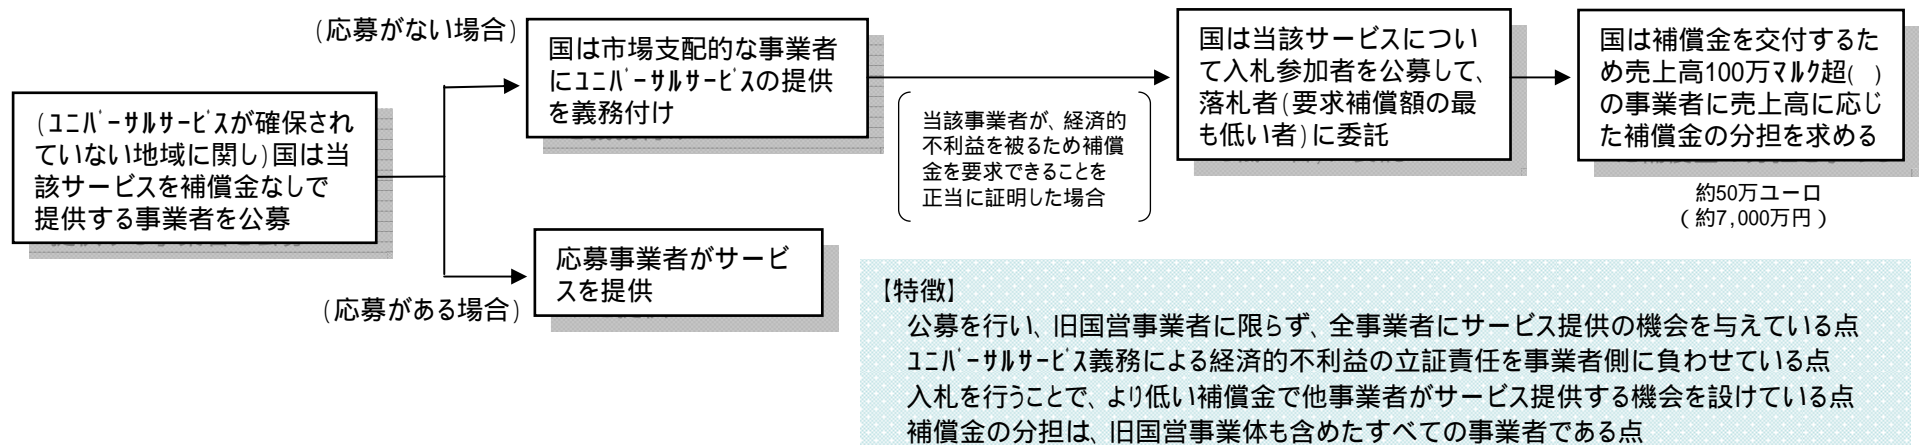 (ﾕﾆﾊﾞｰｻﾙｻｰﾋﾞｽが確保され
ていない地域に関し)国は当
該サービスを補償金なしで
提供する事業者を公募
(応募がない場合)
国は市場支配的な事業者
にﾕﾆﾊﾞｰｻﾙｻｰﾋﾞｽの提供
を義務付け
(応募がある場合)
応募事業者がサービ
スを提供
当該事業者が、経済的
不利益を被るため補償
金を要求できることを
正当に証明した場合
国は当該サービスについ
て入札参加者を公募して、
落札者(要求補償額の最
も低い者)に委託
国は補償金を交付するた
め売上高100万ﾏﾙｸ超( )
の事業者に売上高に応じ
た補償金の分担を求める
約50万ユーロ
(約7,000万円)
【特徴】
公募を行い、旧国営事業者に限らず、全事業者にサービス提供の機会を与えている点
ﾕﾆﾊﾞｰｻﾙｻｰﾋﾞｽ義務による経済的不利益の立証責任を事業者側に負わせている点
入札を行うことで、より低い補償金で他事業者がサービス提供する機会を設けている点
補償金の分担は、旧国営事業体も含めたすべての事業者である点